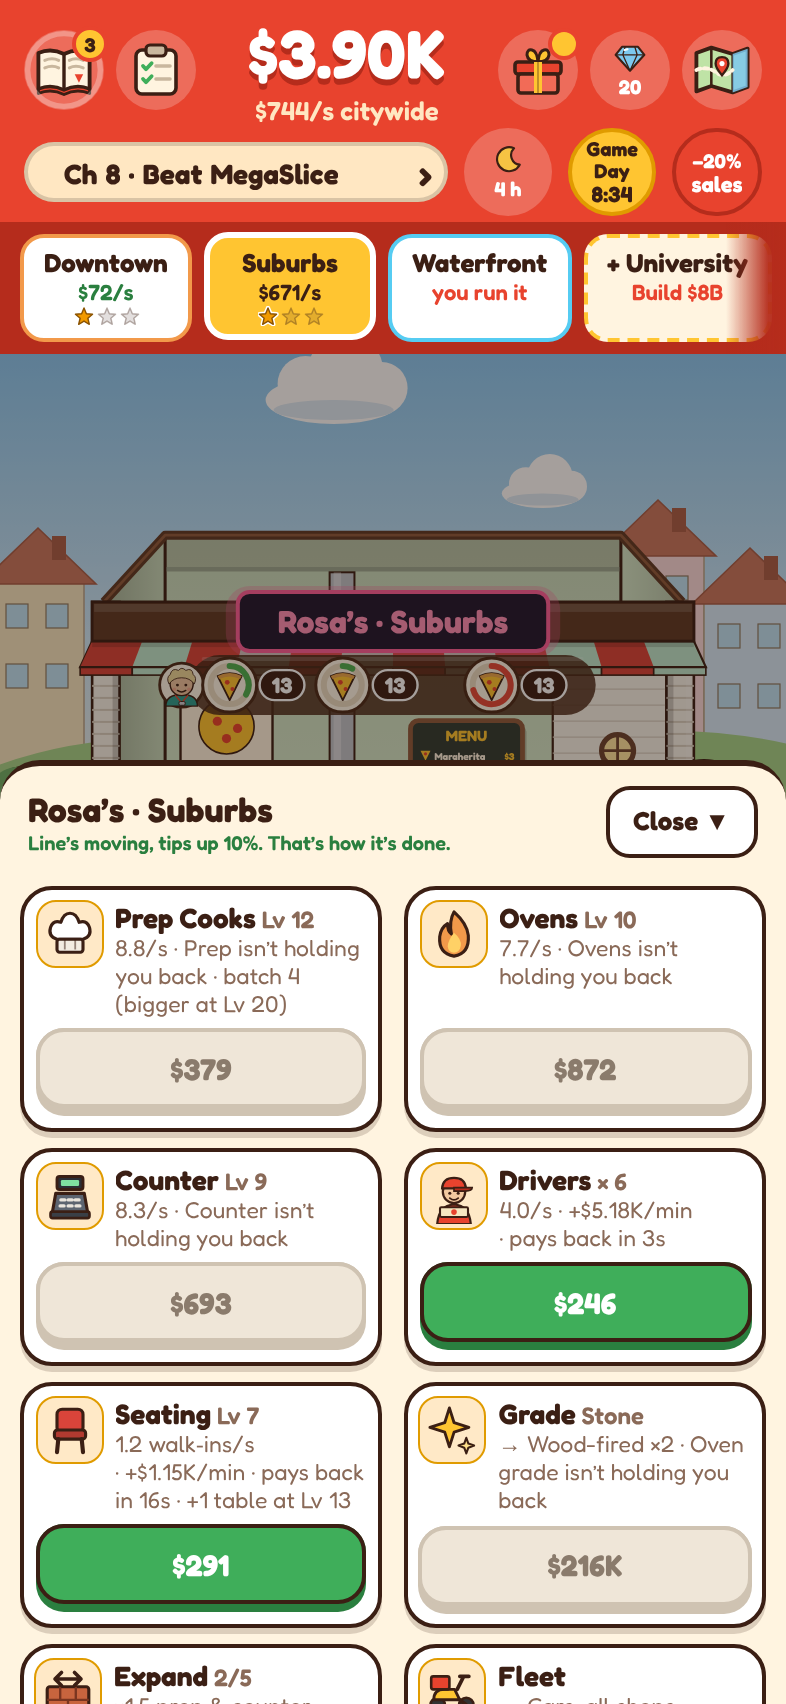 3
$3.90K
$744/s citywide
20
Ch 8 · Beat MegaSlice ›
4 h
Game
Day
8:34
-20%
sales
Downtown
$72/s
Suburbs
$671/s
Waterfront
you run it
+ University
Build $8B
Rosa's · Suburbs
13
13
13
MENU
Margherita $3
Rosa's · Suburbs
Line's moving, tips up 10%. That's how it's done.
Close ▼
Prep Cooks Lv 12
8.8/s · Prep isn't holding
you back · batch 4
(bigger at Lv 20)
$379
Ovens Lv 10
7.7/s · Ovens isn't
holding you back
$872
Counter Lv 9
8.3/s · Counter isn't
holding you back
$693
Drivers × 6
4.0/s · +$5.18K/min
· pays back in 3s
$246
Seating Lv 7
1.2 walk-ins/s
· +$1.15K/min · pays back
in 16s · +1 table at Lv 13
$291
Grade Stone
→ Wood-fired ×2 · Oven
grade isn't holding you
back
$216K
Expand 2/5
Fleet